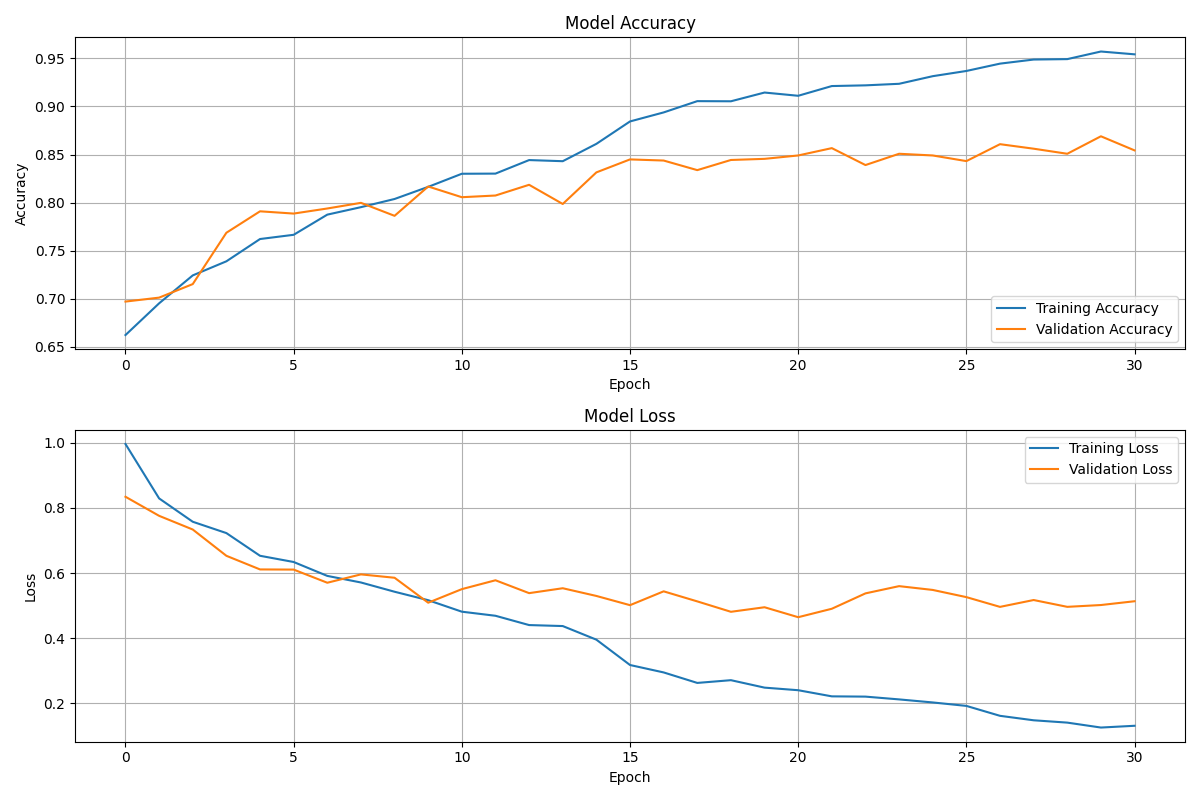 Model Accuracy
Accuracy
0.95
0.90
0.85
0.80
0.75
0.70
0.65
Training Accuracy
Validation Accuracy
0 5 10 15 20 25 30
Epoch
Model Loss
Loss
1.0
0.8
0.6
0.4
0.2
Training Loss
Validation Loss
0 5 10 15 20 25 30
Epoch